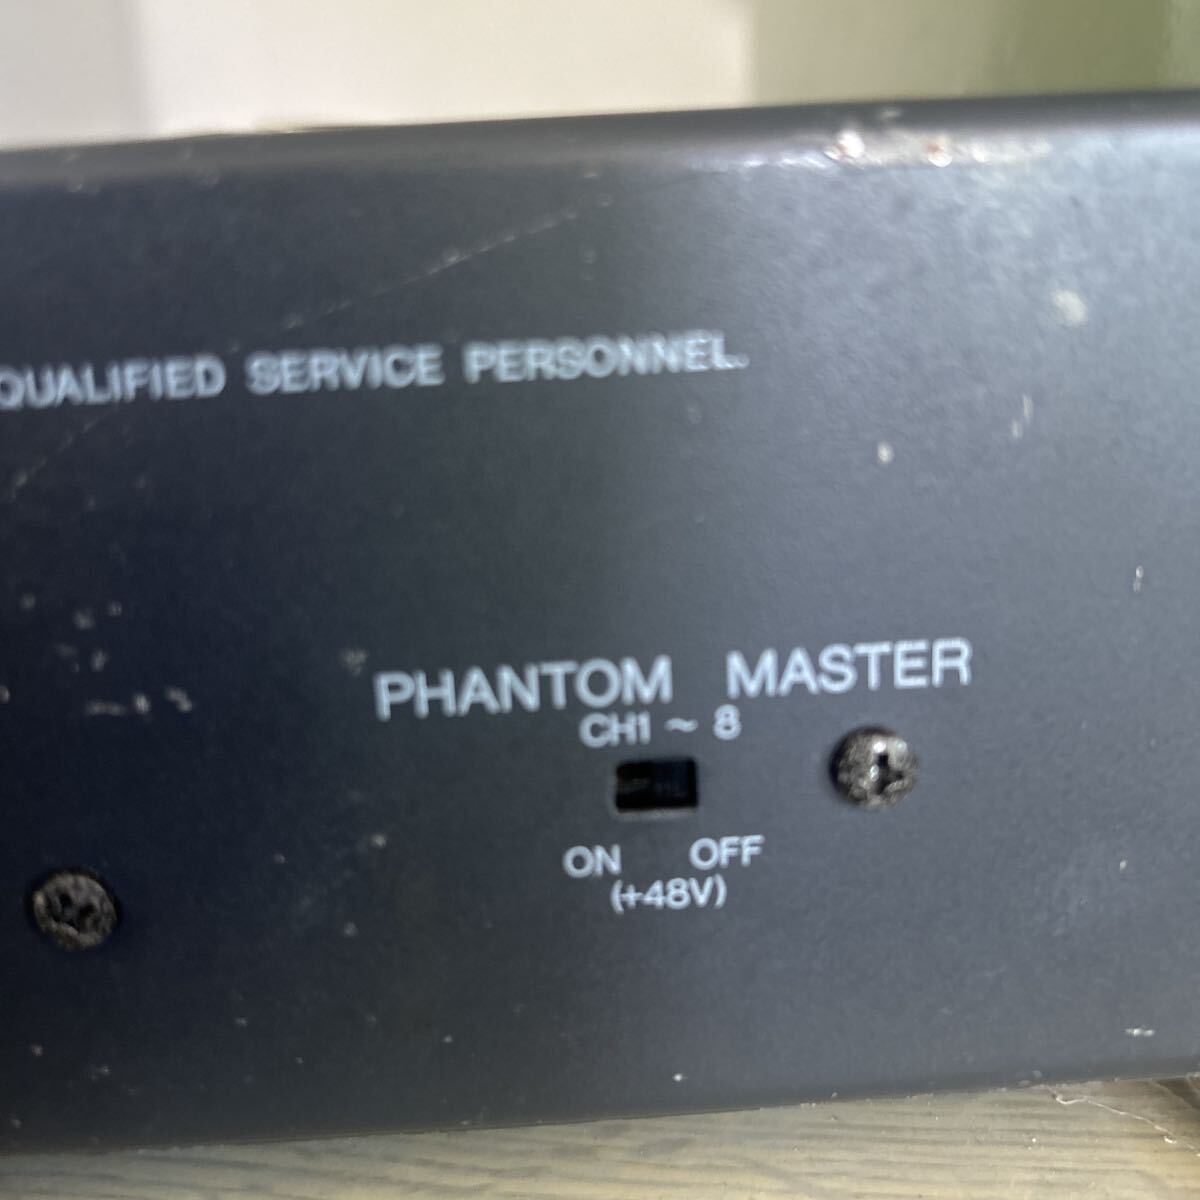 QUALIFIED SERVICE PERSONNEL.
PHANTOM MASTER
CH1 ~ 8
ON OFF
(+48V)